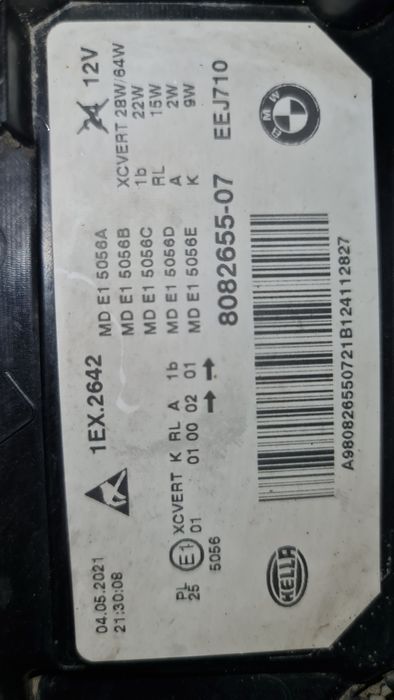 04.05.2021
21:30:08
1EX.2642
MD E1 5056A
MD E1 5056B
MD E1 5056C
MD E1 5056D
MD E1 5056E
12V
XCVERT 28W/64W
1b 22W
RL 15W
A 2W
K 9W
PL E1 XCVERT K RL A 1b
25 01 01 00 02 01
5056 → →
8082655-07 EEJ710
BMW
HELLA
A980826550721B124112827